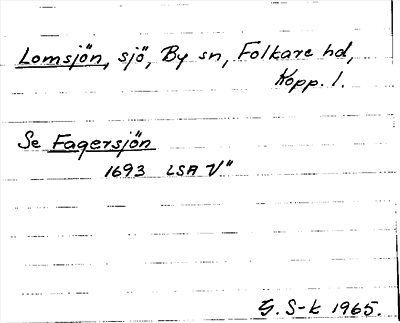 Lomsjön, sjö, By sn, Folkare hd,
Kopp. l.
Se Fagersjön
1693 LSA V"
G. S-k 1965.